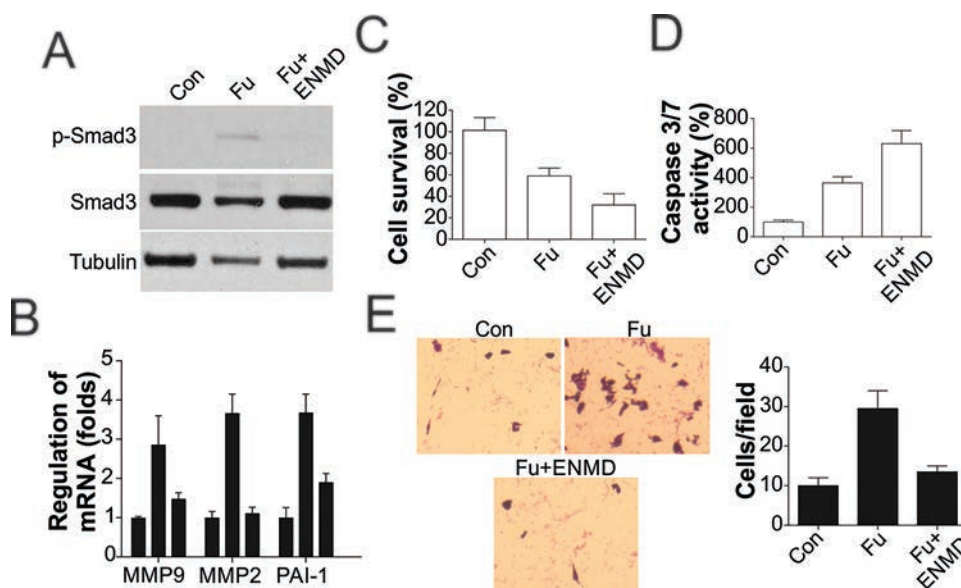 A
Con
Fu
Fu+
ENMD
p-Smad3
Smad3
Tubulin
B
Regulation of
mRNA (folds)
6
4
2
1
0
MMP9 MMP2 PAI-1
C
Cell survival (%)
120
100
80
60
40
20
0
Con
Fu
Fu+
ENMD
D
Caspase 3/7
activity (%)
800
600
400
200
0
Con
Fu
Fu+
ENMD
E
Con
Fu
Fu+ENMD
Cells/field
40
30
20
10
0
Con
Fu
Fu+
ENMD